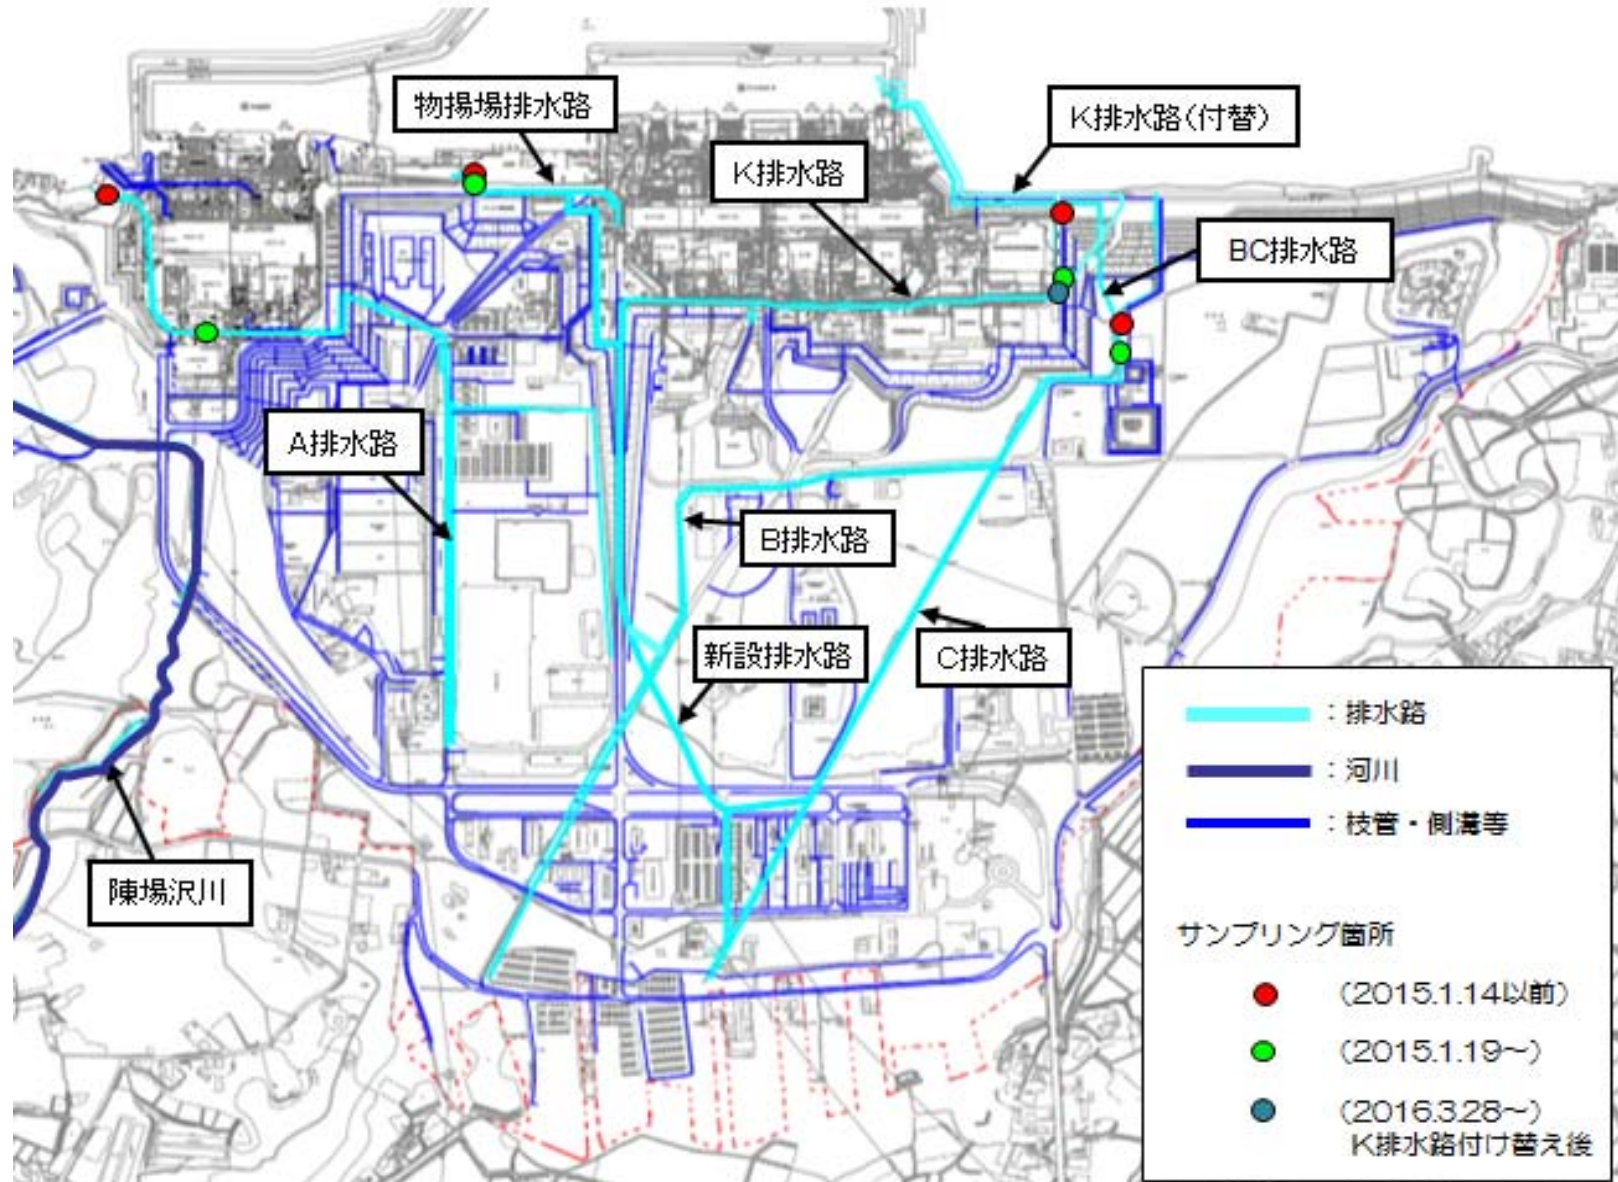 物揚場排水路
K排水路(付替)
K排水路
BC排水路
A排水路
B排水路
新設排水路
C排水路
陳場沢川
:排水路
:河川
:枝管・側溝等
サンプリング箇所
(2015.1.14以前)
(2015.1.19~)
(2016.3.28~)
K排水路付け替え後